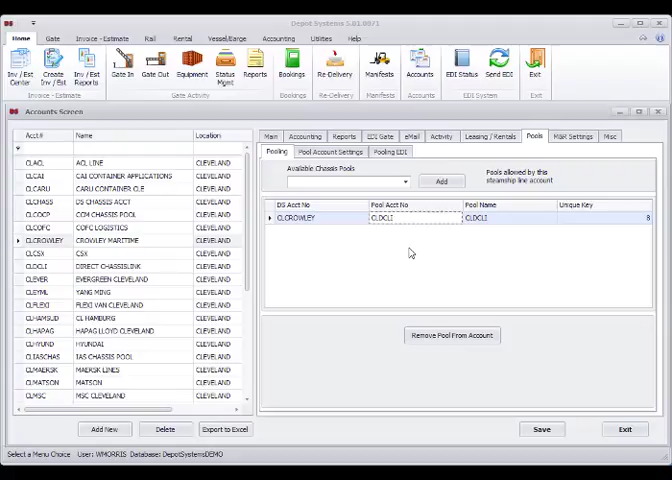 Depot Systems 5.01.0971
Home Gate Invoice - Estimate Rail Rental Vessel/Barge Accounting Utilities Help
Inv / Est Center
Create Inv / Est
Inv / Est Reports
Gate In
Gate Out
Equipment
Status Mgmt
Reports
Bookings
Re-Delivery
Manifests
Accounts
EDI Status
Send EDI
Exit
Invoice - Estimate Gate Activity Bookings Re-Delivery Manifests Accounts EDI System Exit
Accounts Screen
Acct# Name Location
CLACL ACL LINE CLEVELAND
CLCAI CAI CONTAINER APPLICATIONS CLEVELAND
CLCARU CARU CONTAINER CLE CLEVELAND
CLCHASS DS CHASSIS ACCT CLEVELAND
CLCOCP COM CHASSIS POOL CLEVELAND
CLCOFC COFC LOGISTICS CLEVELAND
CLCROWLEY CROWLEY MARITIME CLEVELAND
CLCSX CSX CLEVELAND
CLDCLI DIRECT CHASSISLINK CLEVELAND
CLEVER EVERGREEN CLEVELAND CLEVELAND
CLEYML YANG MING CLEVELAND
CLFLEXI FLEXI VAN CLEVELAND CLEVELAND
CLHAMSUD CL HAMBURG CLEVELAND
CLHAPAG HAPAG LLOYD CLEVELAND CLEVELAND
CLHYUND HYUNDAI CLEVELAND
CLIASCHAS IAS CHASSIS POOL CLEVELAND
CLMAERSK MAERSK LINES CLEVELAND
CLMATSON MATSON CLEVELAND
CLMSC MSC CLEVELAND CLEVELAND
Add New Delete Export to Excel
Main Accounting Reports EDI Gate eMail Activity Leasing / Rentals Pools M&R Settings Misc
Pooling Pool Account Settings Pooling EDI
Available Chassis Pools
Add
Pools allowed by this
steamship line account
DS Acct No Pool Acct No Pool Name Unique Key
CLCROWLEY CLDCLI CLDCLI 8
Remove Pool From Account
Save Exit
Select a Menu Choice User: WMORRIS Database: DepotSystemsDEMO